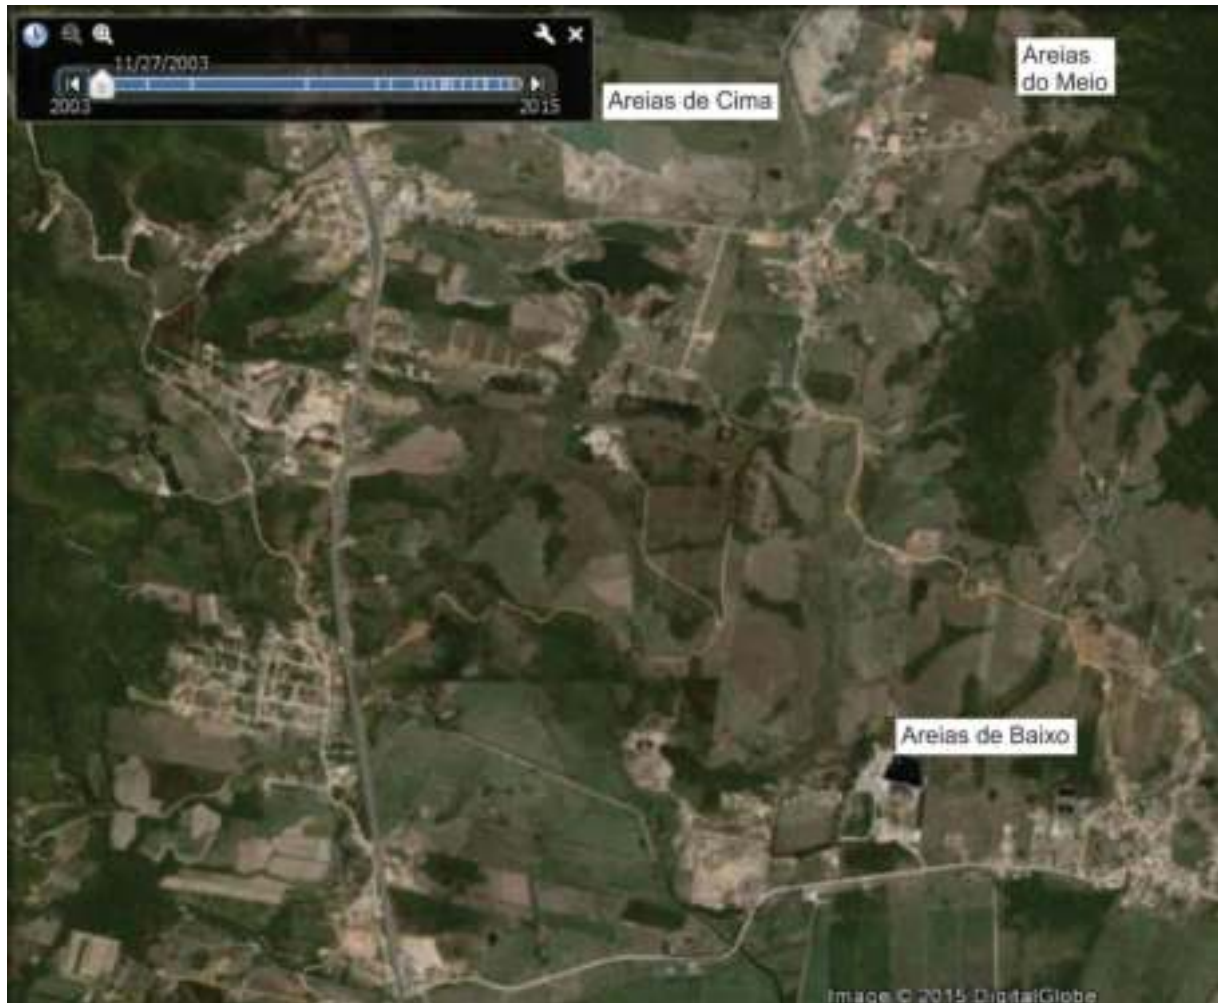 11/27/2003
2003
2015
Areias de Cima
Areias
do Meio
Areias de Baixo
Image © 2015 DigitalGlobe